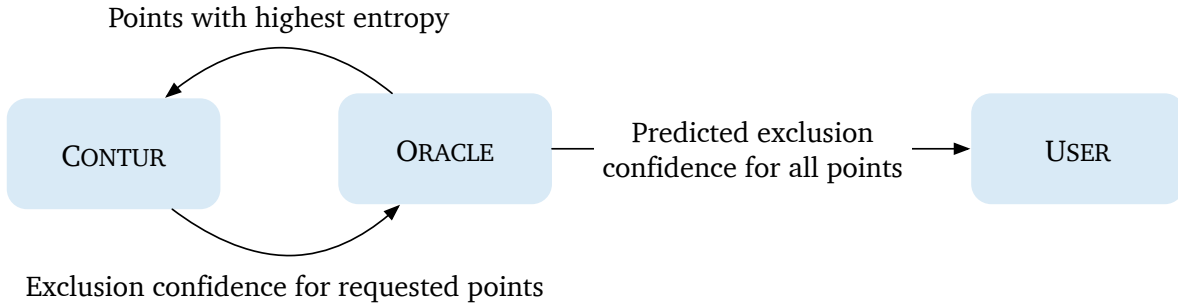 Points with highest entropy
CONTUR
ORACLE
Predicted exclusion
confidence for all points
USER
Exclusion confidence for requested points